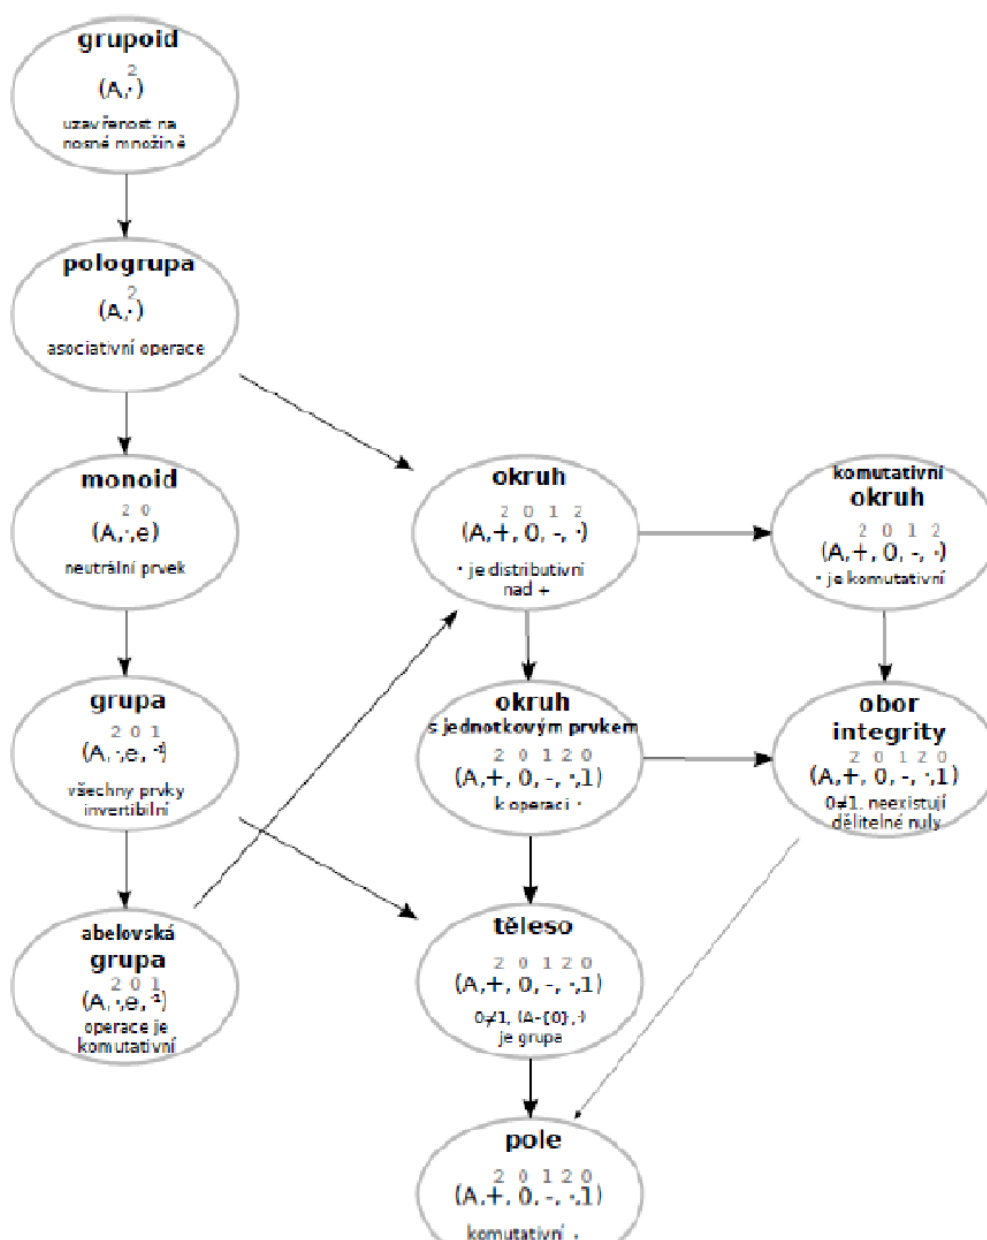 grupoid
2
(A,·)
uzavřenost na
nosné množině
pologrupa
2
(A,·)
asociativní operace
monoid
2 0
(A,·,e)
neutrální prvek
grupa
2 0 1
(A,·,e,⁻¹)
všechny prvky
invertibilní
abelovská
grupa
2 0 1
(A,·,e,⁻¹)
operace je
komutativní
okruh
2 0 1 2
(A,+, 0, -, ·)
· je distributivní
nad +
okruh
s jednotkovým prvkem
2 0 1 2 0
(A,+, 0, -, ·,1)
k operaci ·
těleso
2 0 1 2 0
(A,+, 0, -, ·,1)
0≠1, (A-{0},·)
je grupa
pole
2 0 1 2 0
(A,+, 0, -, ·,1)
komutativní ·
komutativní
okruh
2 0 1 2
(A,+, 0, -, ·)
· je komutativní
obor
integrity
2 0 1 2 0
(A,+, 0, -, ·,1)
0≠1. neexistují
dělitelné nuly